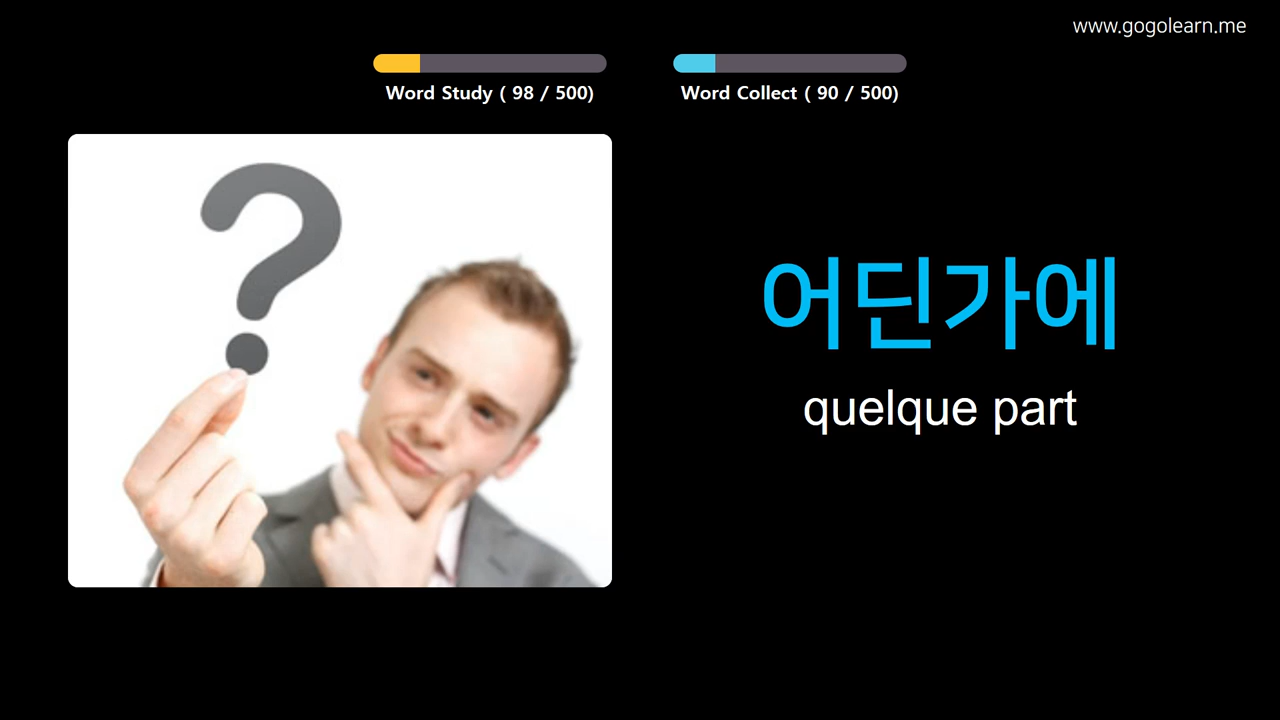 www.gogolearn.me
Word Study ( 98 / 500)
Word Collect ( 90 / 500)
?
어딘가에
quelque part